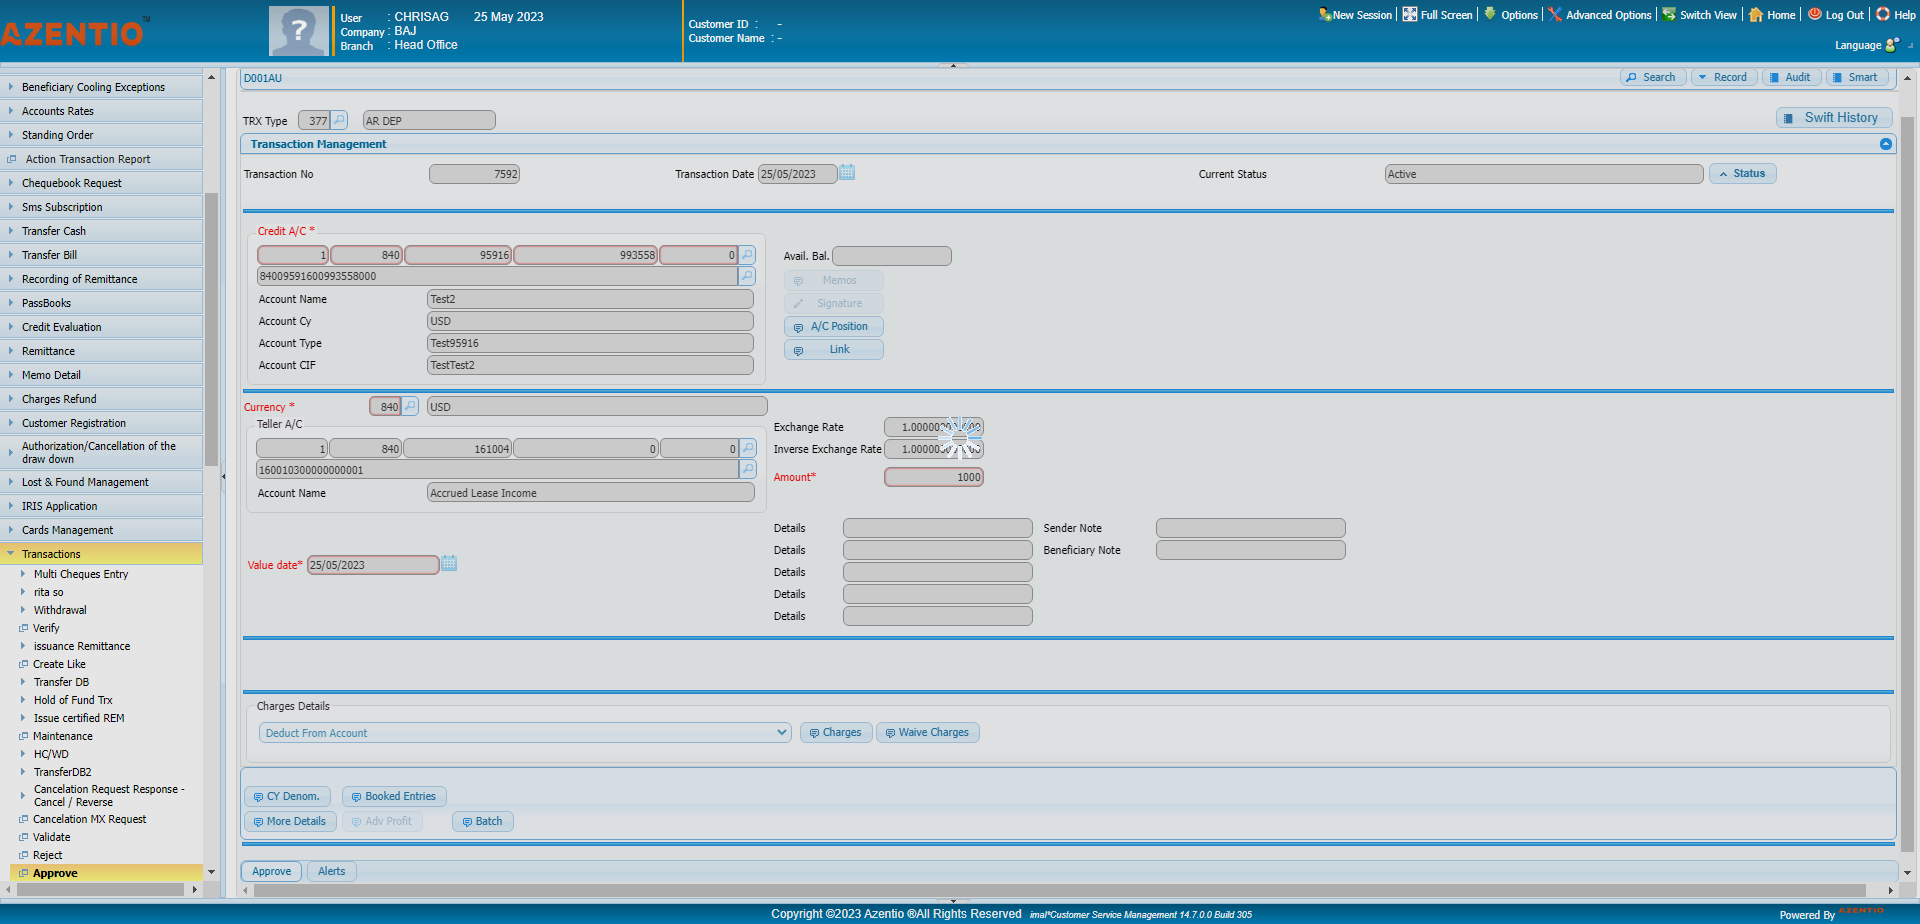 AZENTIO™
User : CHRISAG 25 May 2023
Company : BAJ
Branch : Head Office
Customer ID : -
Customer Name : -
New Session Full Screen Options Advanced Options Switch View Home Log Out Help
Language
Beneficiary Cooling Exceptions
Accounts Rates
Standing Order
Action Transaction Report
Chequebook Request
Sms Subscription
Transfer Cash
Transfer Bill
Recording of Remittance
PassBooks
Credit Evaluation
Remittance
Memo Detail
Charges Refund
Customer Registration
Authorization/Cancellation of the
draw down
Lost & Found Management
IRIS Application
Cards Management
Transactions
Multi Cheques Entry
rita so
Withdrawal
Verify
issuance Remittance
Create Like
Transfer DB
Hold of Fund Trx
Issue certified REM
Maintenance
HC/WD
TransferDB2
Cancelation Request Response -
Cancel / Reverse
Cancelation MX Request
Validate
Reject
Approve
D001AU
Search Record Audit Smart
TRX Type 377 AR DEP
Swift History
Transaction Management
Transaction No 7592 Transaction Date 25/05/2023 Current Status Active Status
Credit A/C *
1 840 95916 993558 0
84009591600993558000
Account Name Test2
Account Cy USD
Account Type Test95916
Account CIF TestTest2
Avail. Bal.
Memos
Signature
A/C Position
Link
Currency * 840 USD
Teller A/C
1 840 161004 0 0
160010300000000001
Account Name Accrued Lease Income
Exchange Rate
Inverse Exchange Rate
Amount* 1000
Value date* 25/05/2023
Details Sender Note
Details Beneficiary Note
Details
Details
Details
Charges Details
Deduct From Account Charges Waive Charges
CY Denom. Booked Entries
More Details Adv Profit Batch
Approve Alerts
Copyright ©2023 Azentio ®All Rights Reserved imal*Customer Service Management 14.7.0.0 Build 305
Powered By AZENTIO